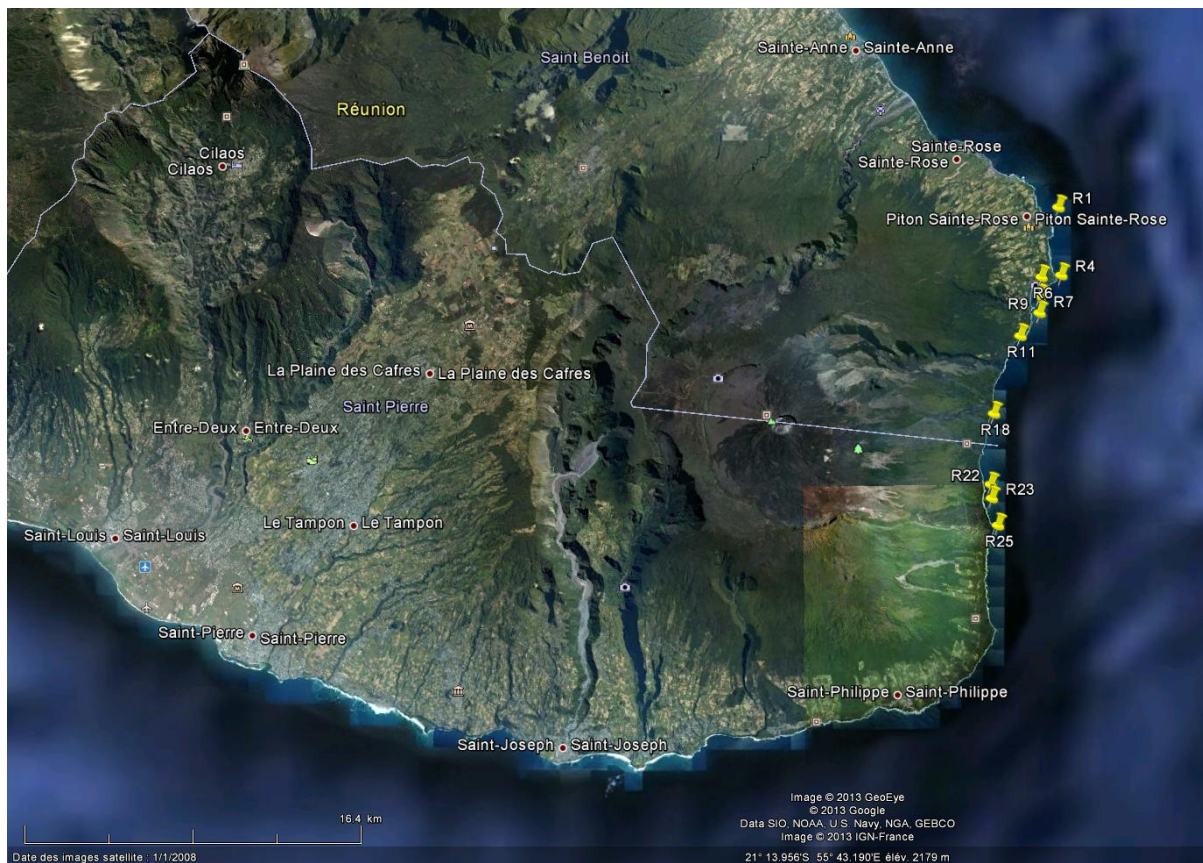 Sainte-Anne Sainte-Anne
Saint Benoit
Réunion
Cilaos
Cilaos
Sainte-Rose
Sainte-Rose
R1
Piton Sainte-Rose Piton Sainte-Rose
R4
R6
R9 R7
R11
La Plaine des Cafres La Plaine des Cafres
Saint Pierre
Entre-Deux Entre-Deux
R18
R22 R23
Le Tampon Le Tampon
R25
Saint-Louis Saint-Louis
Saint-Pierre Saint-Pierre
Saint-Philippe Saint-Philippe
Saint-Joseph Saint-Joseph
Image © 2013 GeoEye
© 2013 Google
Data SIO, NOAA, U.S. Navy, NGA, GEBCO
Image © 2013 IGN-France
16.4 km
Date des images satellite : 1/1/2008
21° 13.956'S 55° 43.190'E élév. 2179 m